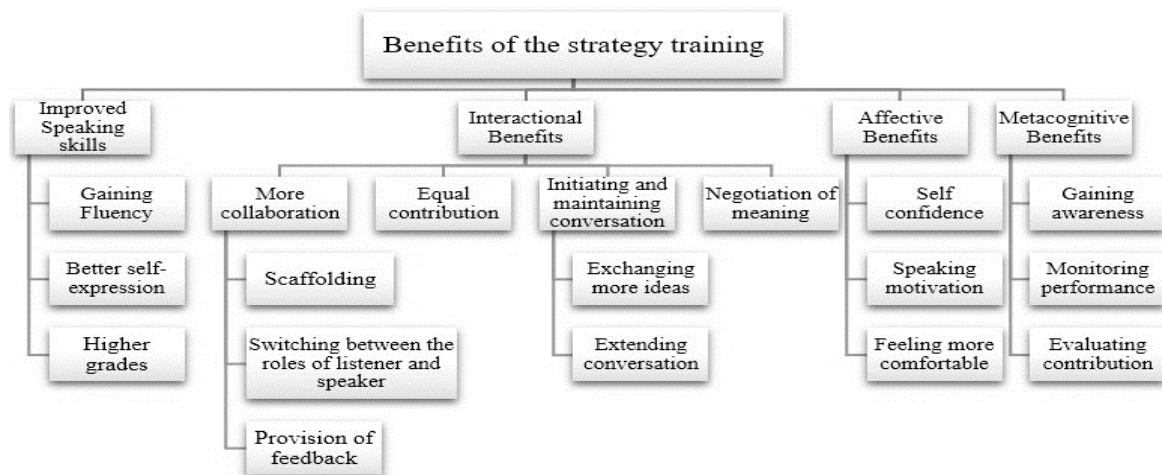 Benefits of the strategy training
Improved
Speaking
skills
Gaining
Fluency
Better self-
expression
Higher
grades
Interactional
Benefits
More
collaboration
Scaffolding
Switching between the
roles of listener and
speaker
Provision of
feedback
Equal
contribution
Initiating and
maintaining
conversation
Exchanging
more ideas
Extending
conversation
Negotiation of
meaning
Affective
Benefits
Self
confidence
Speaking
motivation
Feeling more
comfortable
Metacognitive
Benefits
Gaining
awareness
Monitoring
performance
Evaluating
contribution